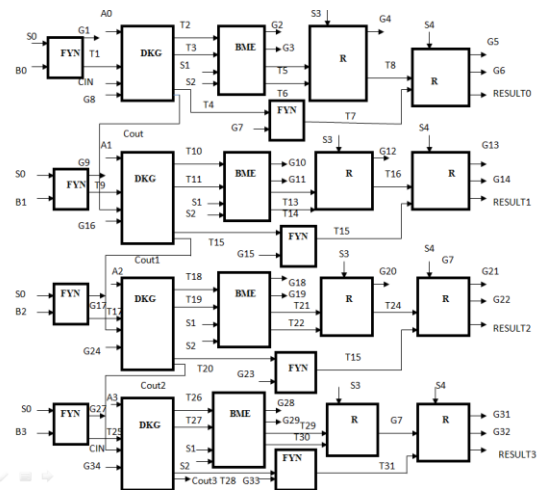 S0 G1 A0 T2 G2 S3 G4 S4 G5
FYN T1 DKG T3 BME G3 R T8 R G6
B0 CIN S1 T5 RESULT0
G8 S2 T6
T4 FYN T7
G7
Cout
A1 T10 G10 S3 G12 S4 G13
S0 G9 DKG T11 BME G11 R T16 R G14
FYN T9 S1 T13 RESULT1
B1 G16 S2 T14
T15 FYN T15
G15
Cout1
A2 T18 G18 S3 G20 S4 G7 G21
S0 FYN G17 DKG T19 BME G19 T21 R T24 R G22
B2 T17 S1 T22 RESULT2
G24 S2
T20 FYN T15
G23
Cout2
A3 T26 G28 S3 S4
S0 G27 DKG T27 BME G29 T29 R G7 R G31
FYN T25 S1 T30 G32
B3 CIN RESULT3
G34 S2 FYN T31
Cout3 T28 G33